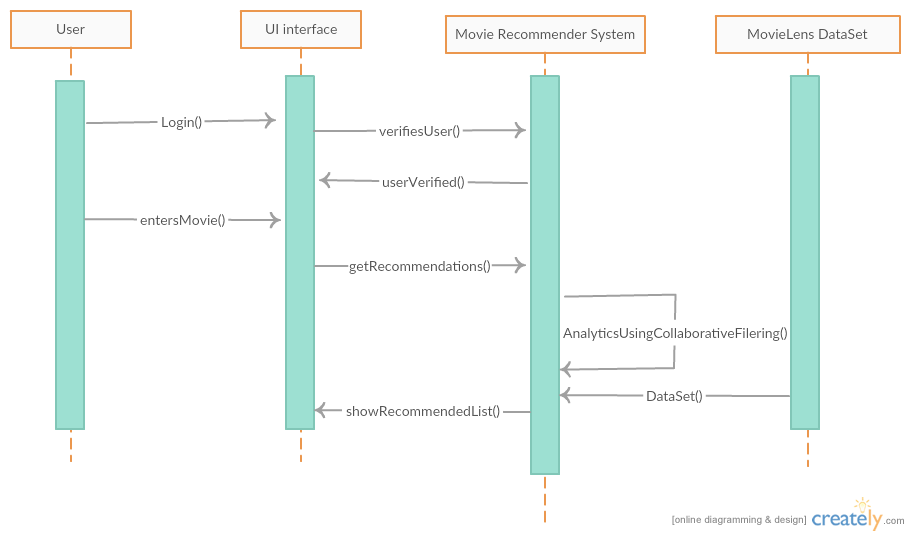 User
UI interface
Movie Recommender System
MovieLens DataSet
Login()
verifiesUser()
userVerified()
entersMovie()
getRecommendations()
AnalyticsUsingCollaborativeFilering()
DataSet()
showRecommendedList()
[online diagramming & design] creately.com